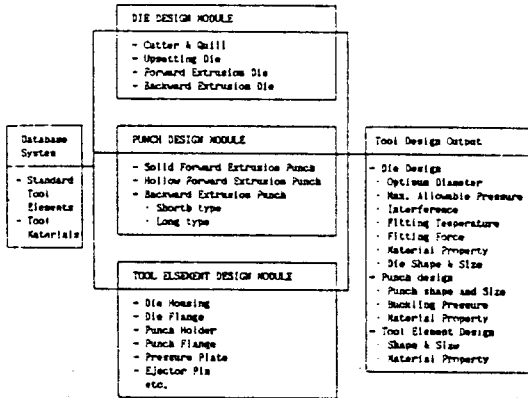 DIE DESIGN MODULE
- Cutter & Quill
- Upsetting Die
- Forward Extrusion Die
- Backward Extrusion Die
Database
System
- Standard
Tool
Elements
- Tool
Materials
PUNCH DESIGN MODULE
- Solid Forward Extrusion Punch
- Hollow Forward Extrusion Punch
- Backward Extrusion Punch
· Shorth type
· Long type
TOOL ELSEMENT DESIGN MODULE
- Die Housing
- Die Flange
- Punch Holder
- Punch Flange
- Pressure Plate
- Ejector Pin
etc.
Tool Design Output
- Die Design
· Optimum Diameter
· Max. Allowable Pressure
· Interference
· Fitting Temperature
· Fitting Force
· Material Property
· Die Shape & Size
- Punch design
· Punch shape and Size
· Buckling Pressure
· Material Property
- Tool Element Design
· Shape & Size
· Material Property